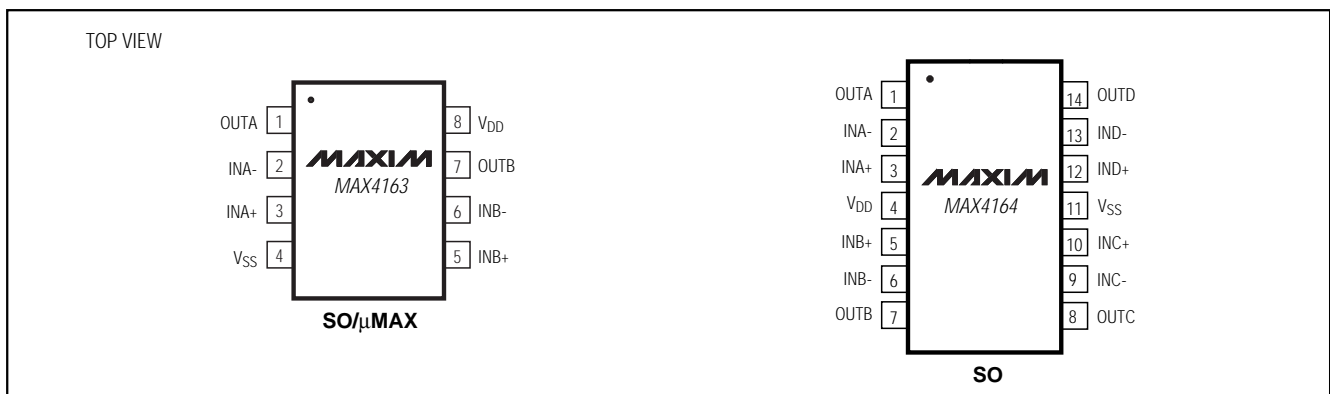 TOP VIEW
OUTA 1
INA- 2
INA+ 3
VSS 4
8 VDD
7 OUTB
6 INB-
5 INB+
MAXIM
MAX4163
SO/µMAX
OUTA 1
INA- 2
INA+ 3
VDD 4
INB+ 5
INB- 6
OUTB 7
14 OUTD
13 IND-
12 IND+
11 VSS
10 INC+
9 INC-
8 OUTC
MAXIM
MAX4164
SO